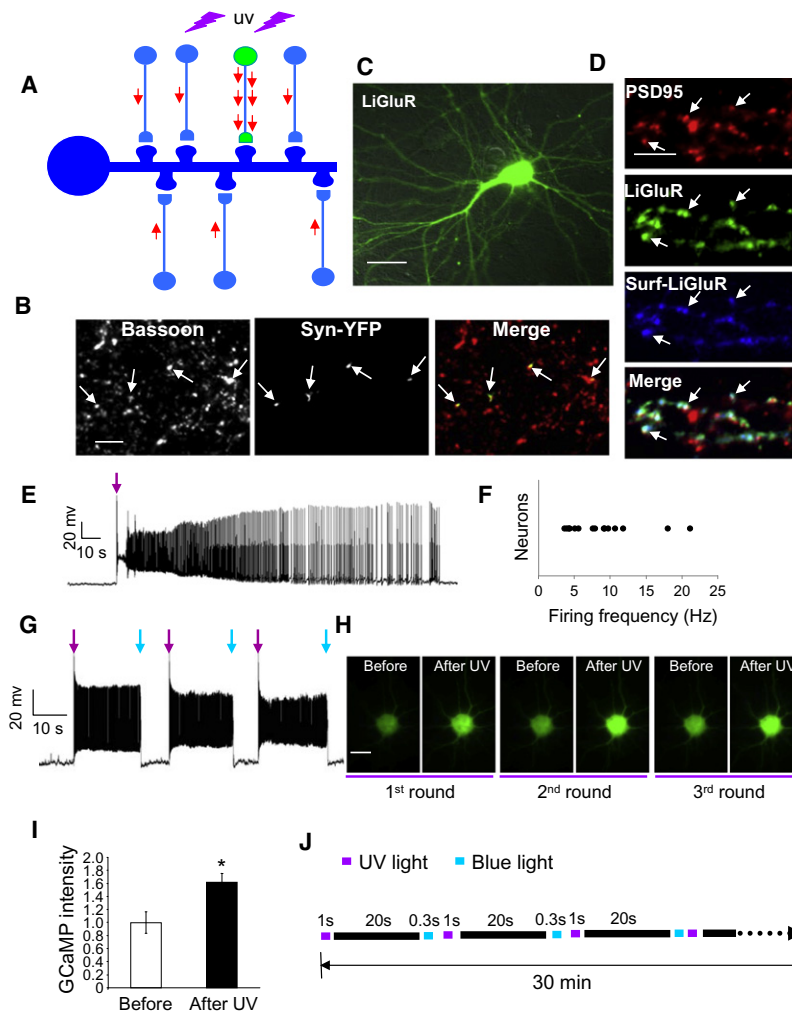 A
uv
B
Bassoon
Syn-YFP
Merge
C
LiGluR
D
PSD95
LiGluR
Surf-LiGluR
Merge
E
20 mv
10 s
F
Neurons
0 5 10 15 20 25
Firing frequency (Hz)
G
20 mv
10 s
H
Before After UV Before After UV Before After UV
1st round 2nd round 3rd round
I
GCaMP intensity
2.0
1.8
1.6
1.4
1.2
1.0
0.8
0.6
0.4
0.2
0
*
Before After UV
J
UV light Blue light
1s 20s 0.3s 1s 20s 0.3s 1s 20s
30 min